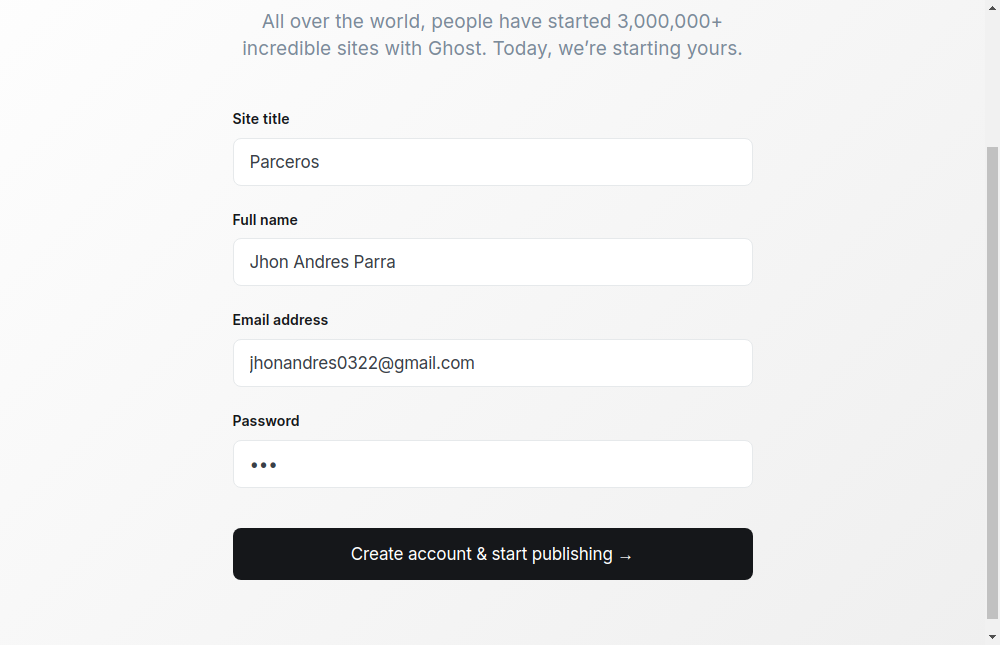 All over the world, people have started 3,000,000+
incredible sites with Ghost. Today, we’re starting yours.
Site title
Parceros
Full name
Jhon Andres Parra
Email address
jhonandres0322@gmail.com
Password
•••
Create account & start publishing →